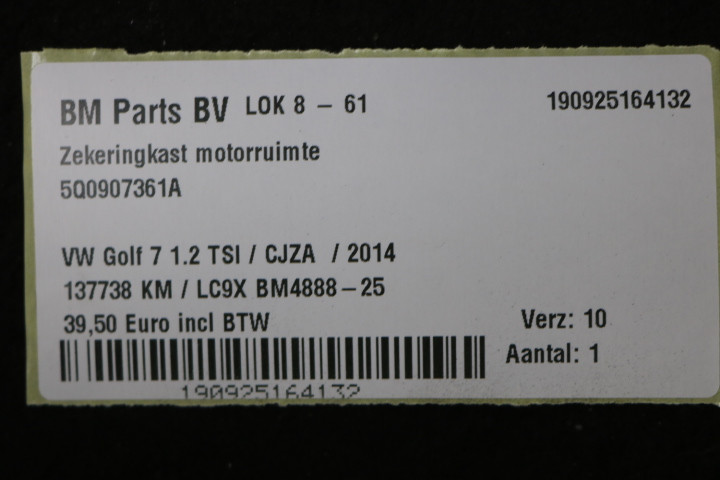 BM Parts BV LOK 8 – 61 190925164132
Zekeringkast motorruimte
5Q0907361A
VW Golf 7 1.2 TSI / CJZA / 2014
137738 KM / LC9X BM4888–25
39,50 Euro incl BTW Verz: 10
Aantal: 1
190925164132